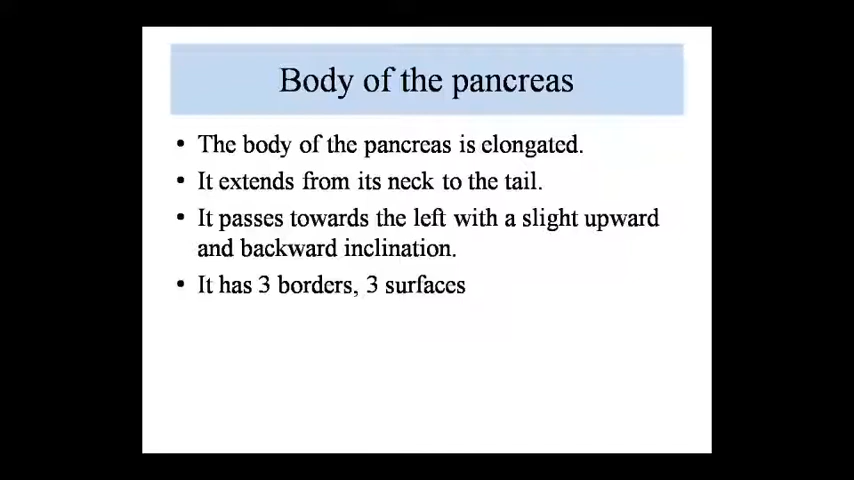 Body of the pancreas
• The body of the pancreas is elongated.
• It extends from its neck to the tail.
• It passes towards the left with a slight upward
and backward inclination.
• It has 3 borders, 3 surfaces